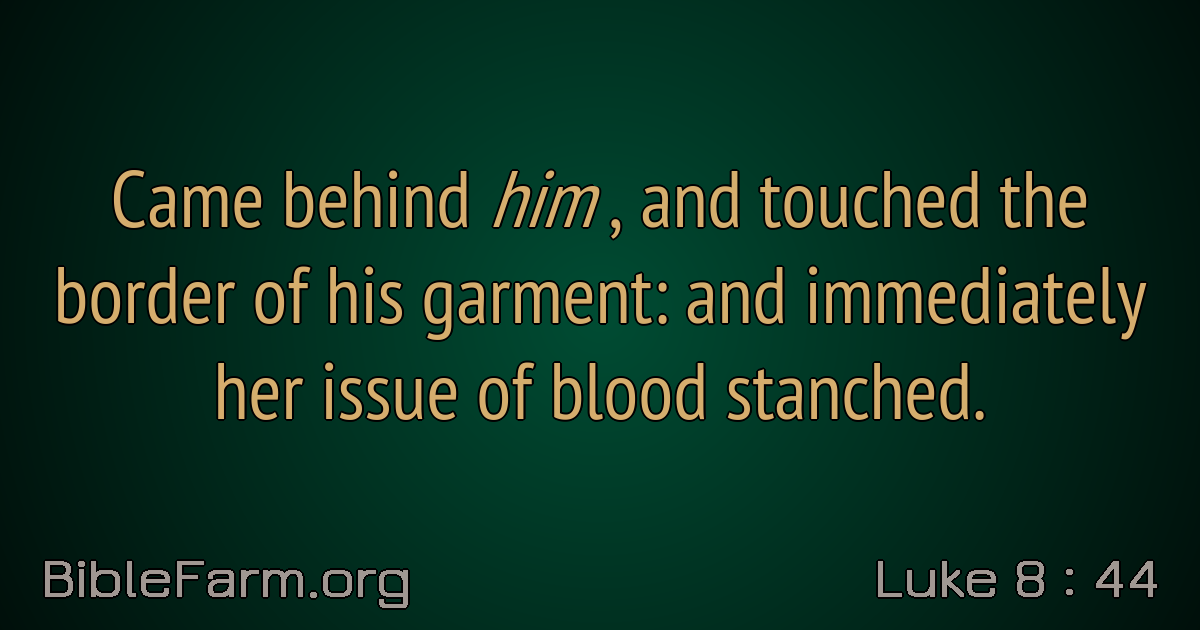 Came behind him , and touched the
border of his garment: and immediately
her issue of blood stanched.
BibleFarm.org
Luke 8 : 44